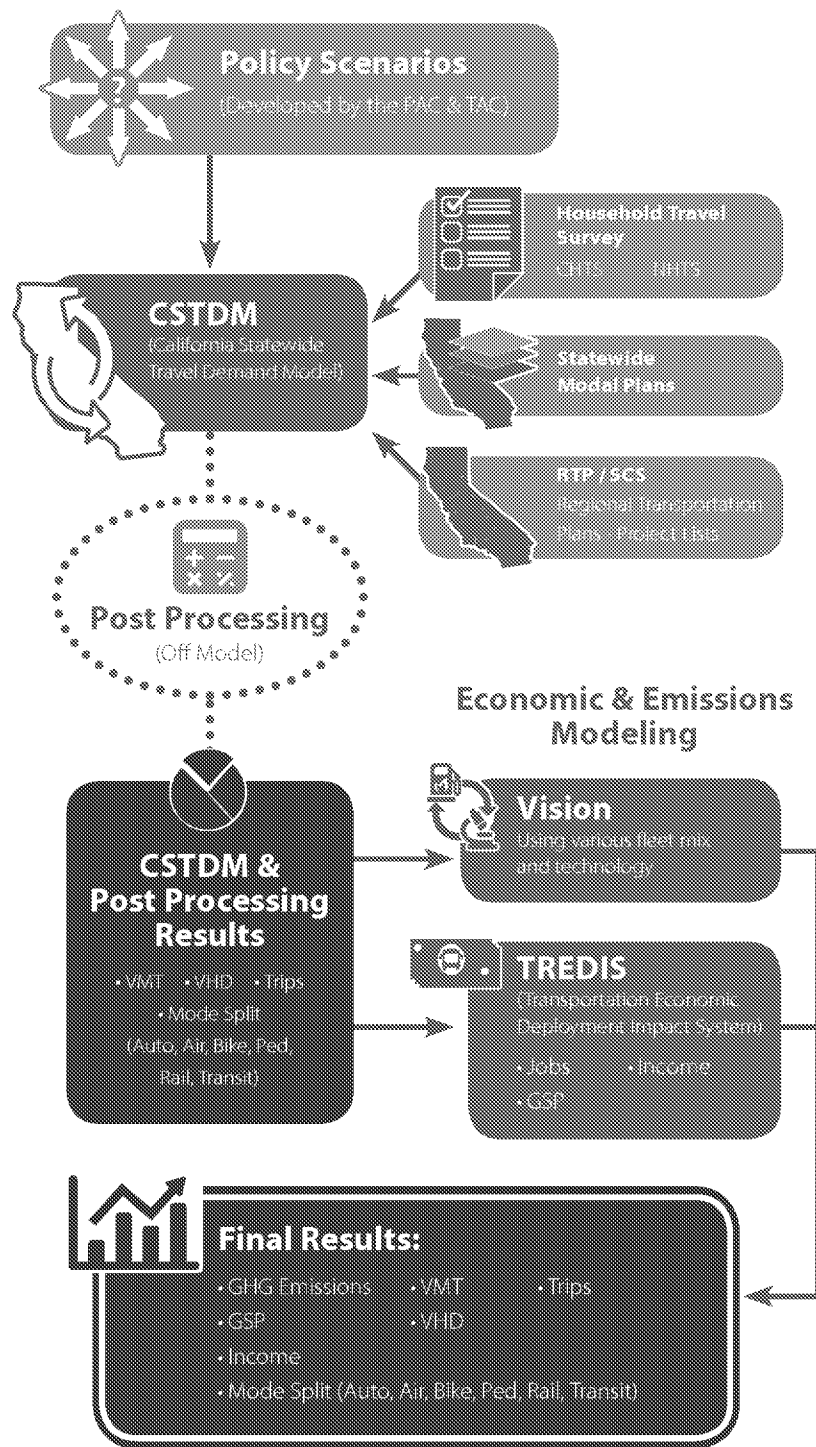 Policy Scenarios
(Developed by the PAC & TAC)
Household Travel
Survey
CHTS NHTS
CSTDM
(California Statewide
Travel Demand Model)
Statewide
Modal Plans
RTP / SCS
Regional Transportation
Plans - Project Lists
Post Processing
(Off Model)
Economic & Emissions
Modeling
Vision
Using various fleet mix
and technology
CSTDM &
Post Processing
Results
• VMT • VHD • Trips
• Mode Split
(Auto, Air, Bike, Ped,
Rail, Transit)
TREDIS
(Transportation Economic
Deployment Impact System)
• Jobs • Income
• GSP
Final Results:
• GHG Emissions • VMT • Trips
• GSP • VHD
• Income
• Mode Split (Auto, Air, Bike, Ped, Rail, Transit)